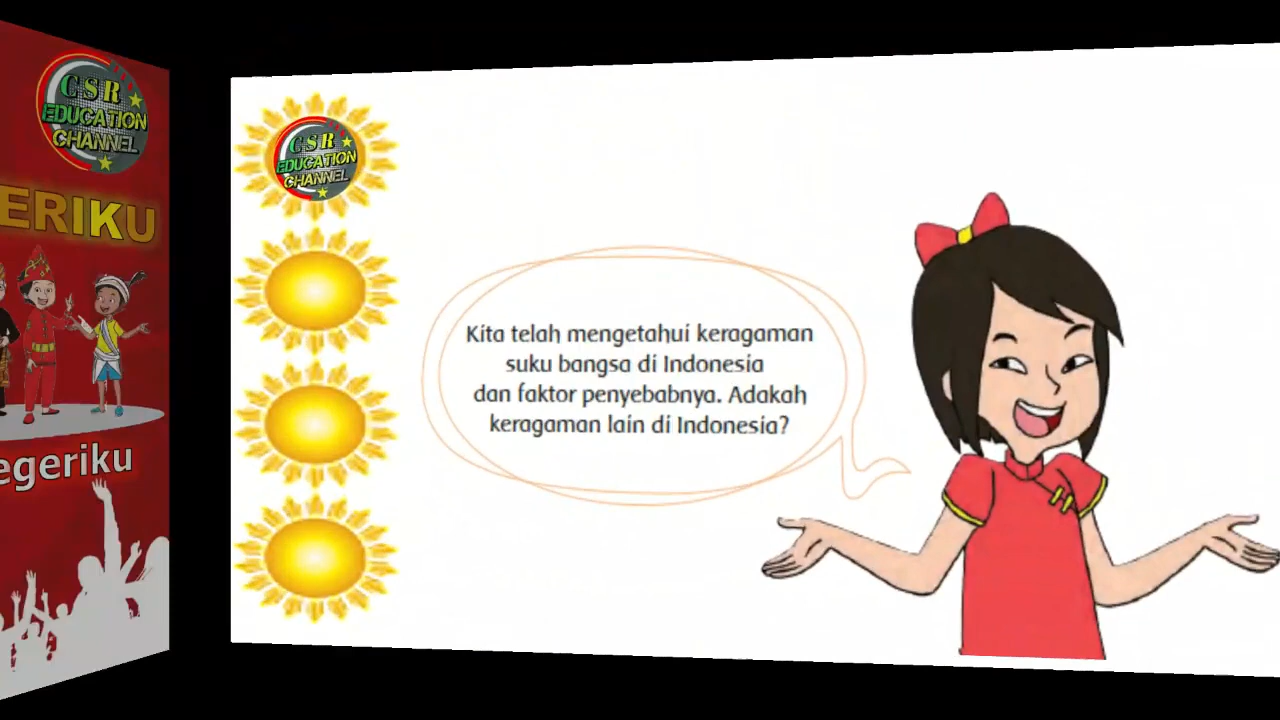 CSR
EDUCATION
CHANNEL
ERIKU
egeriku
CSR
EDUCATION
CHANNEL
Kita telah mengetahui keragaman
suku bangsa di Indonesia
dan faktor penyebabnya. Adakah
keragaman lain di Indonesia?